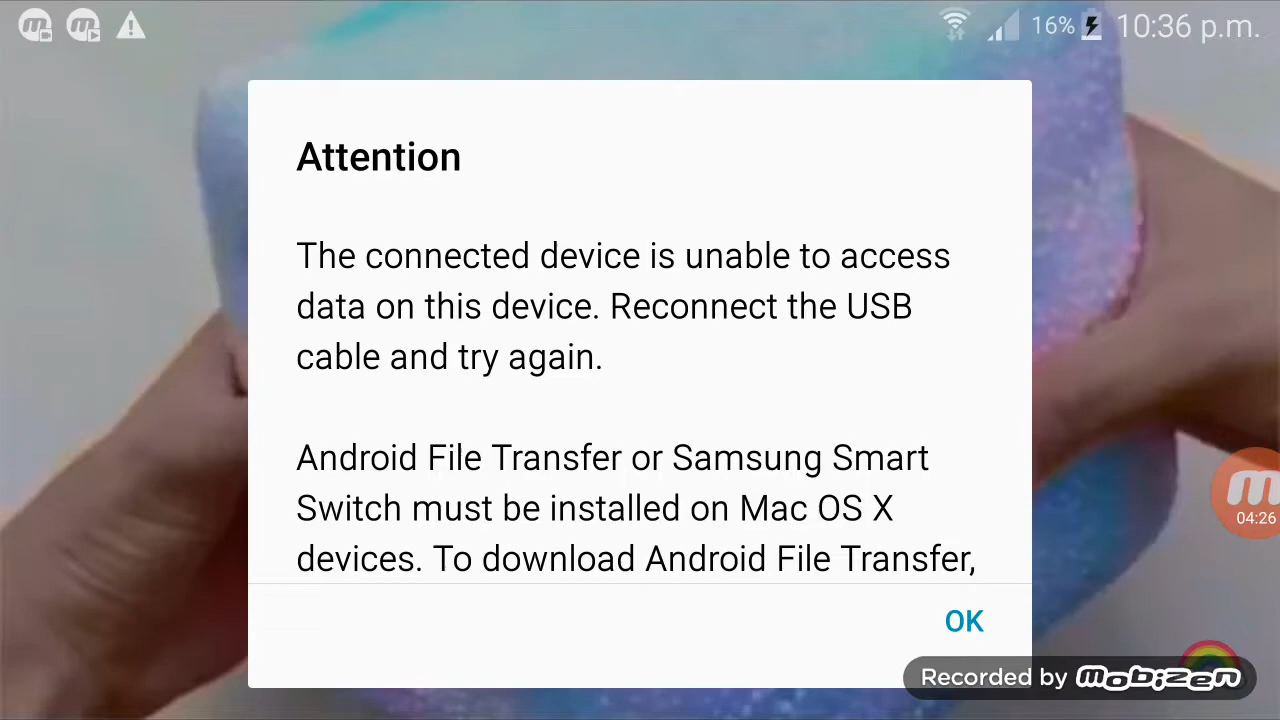 16% 10:36 p.m.
Attention
The connected device is unable to access
data on this device. Reconnect the USB
cable and try again.
Android File Transfer or Samsung Smart
Switch must be installed on Mac OS X
devices. To download Android File Transfer,
OK
m
04:26
Recorded by mobizen